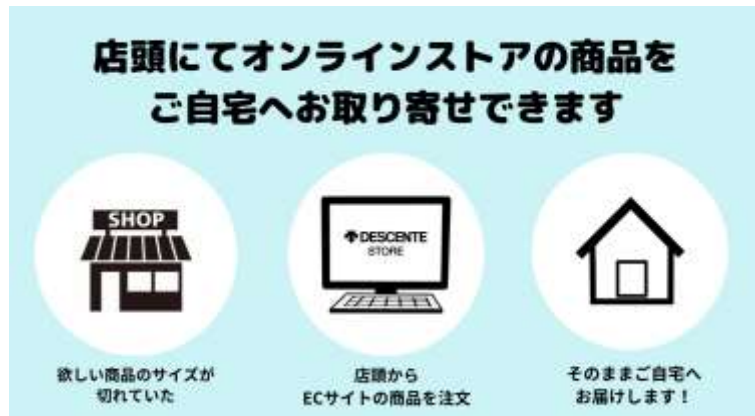 店頭にてオンラインストアの商品を
ご自宅へお取り寄せできます
SHOP
DESCENTE
STORE
欲しい商品のサイズが
切れていた
店頭から
ECサイトの商品を注文
そのままご自宅へ
お届けします！